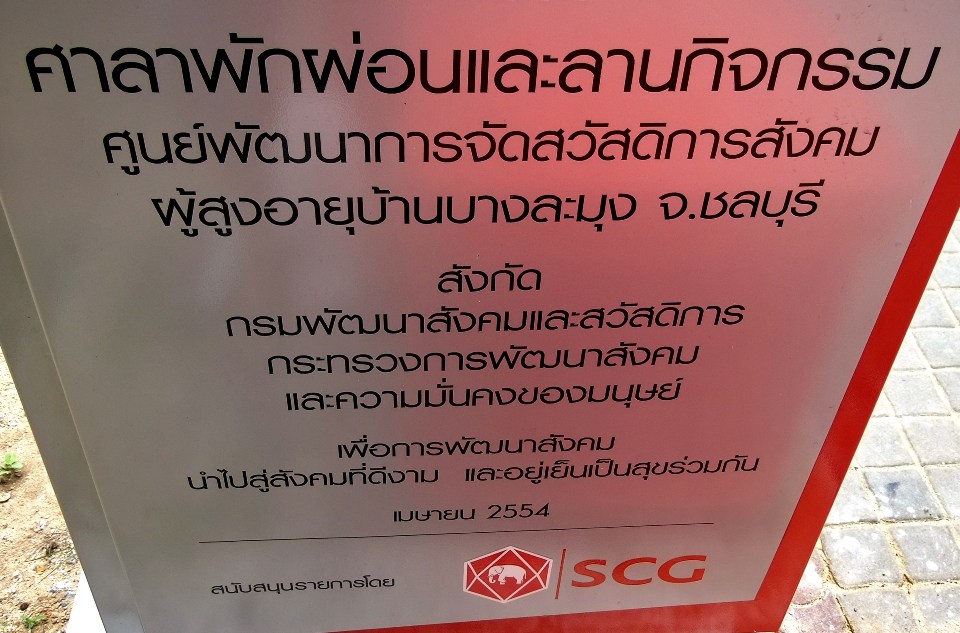 ศาลาพักผ่อนและลานกิจกรรม
ศูนย์พัฒนาการจัดสวัสดิการสังคม
ผู้สูงอายุบ้านบางละมุง จ.ชลบุรี
สังกัด
กรมพัฒนาสังคมและสวัสดิการ
กระทรวงการพัฒนาสังคม
และความมั่นคงของมนุษย์
เพื่อการพัฒนาสังคม
นำไปสู่สังคมที่ดีงาม และอยู่เย็นเป็นสุขร่วมกัน
เมษายน 2554
สนับสนุนรายการโดย SCG